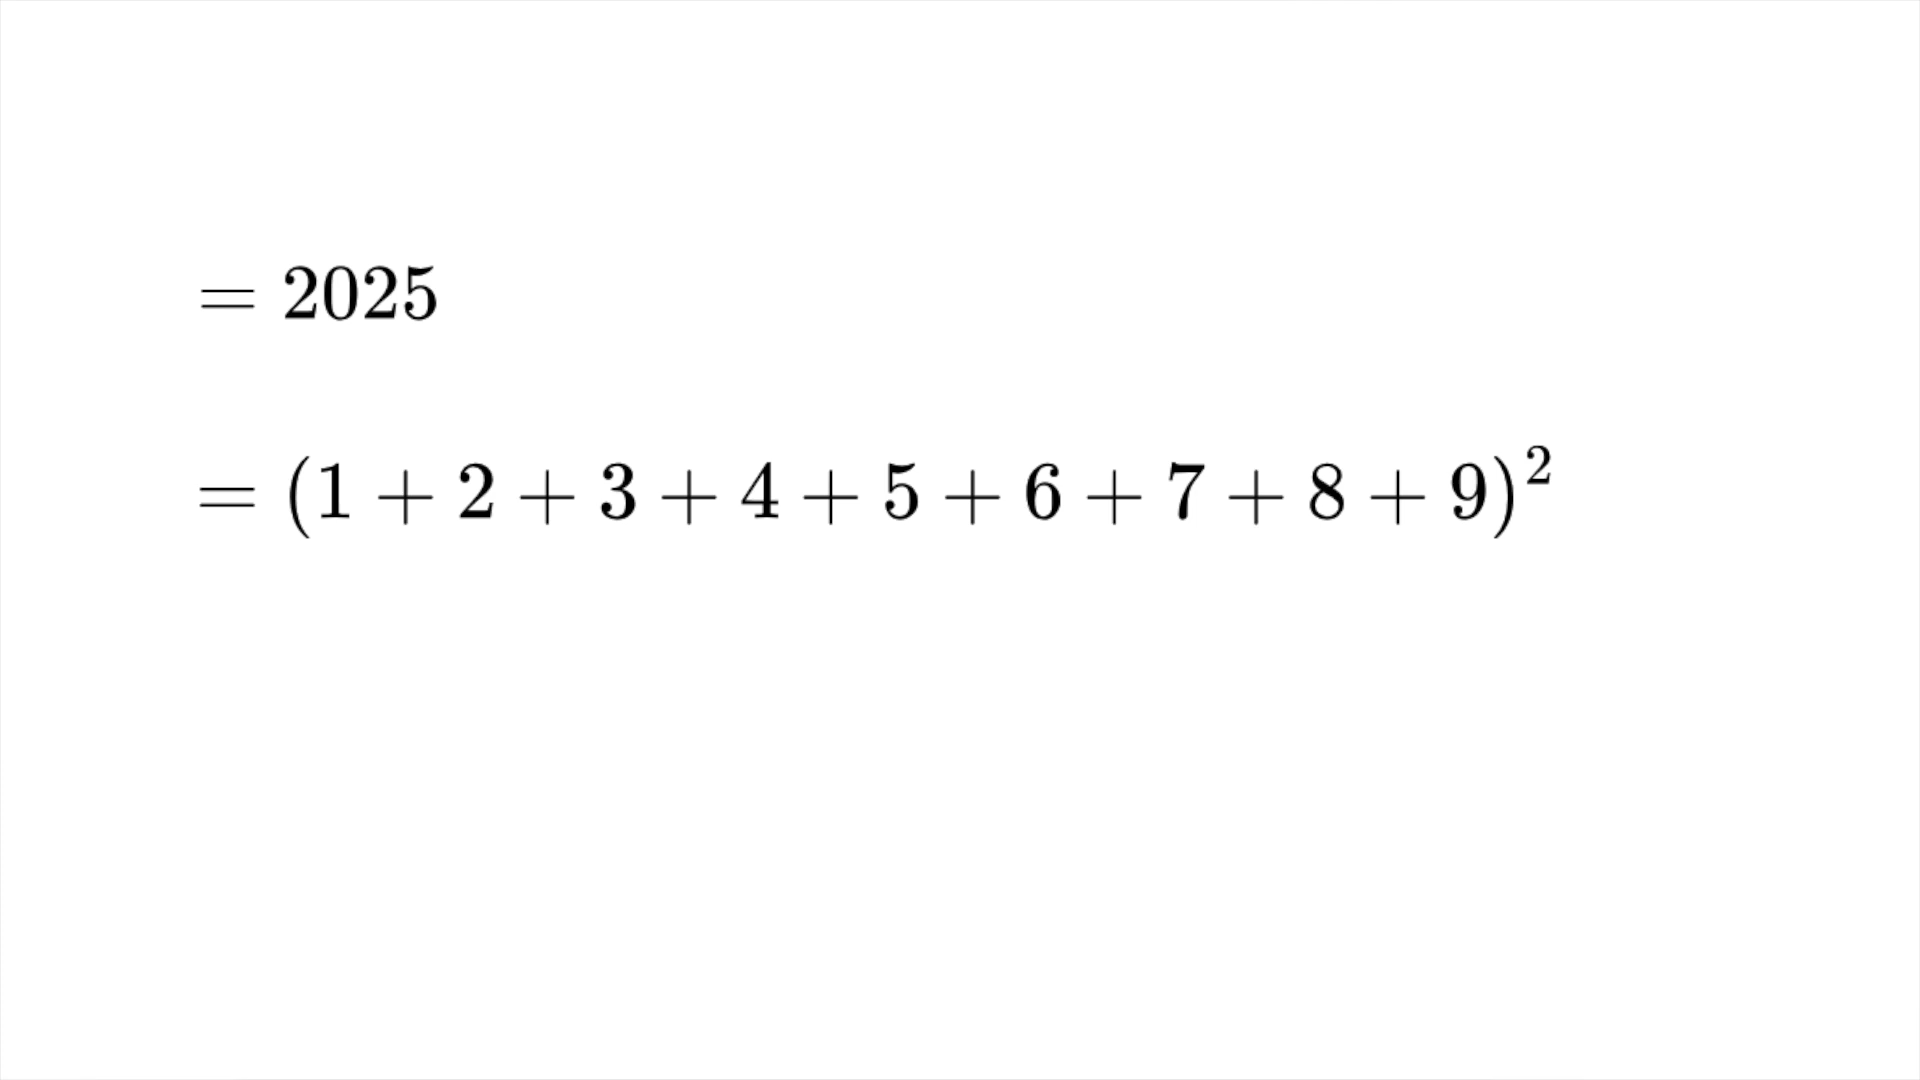 = 2025
= (1 + 2 + 3 + 4 + 5 + 6 + 7 + 8 + 9)²